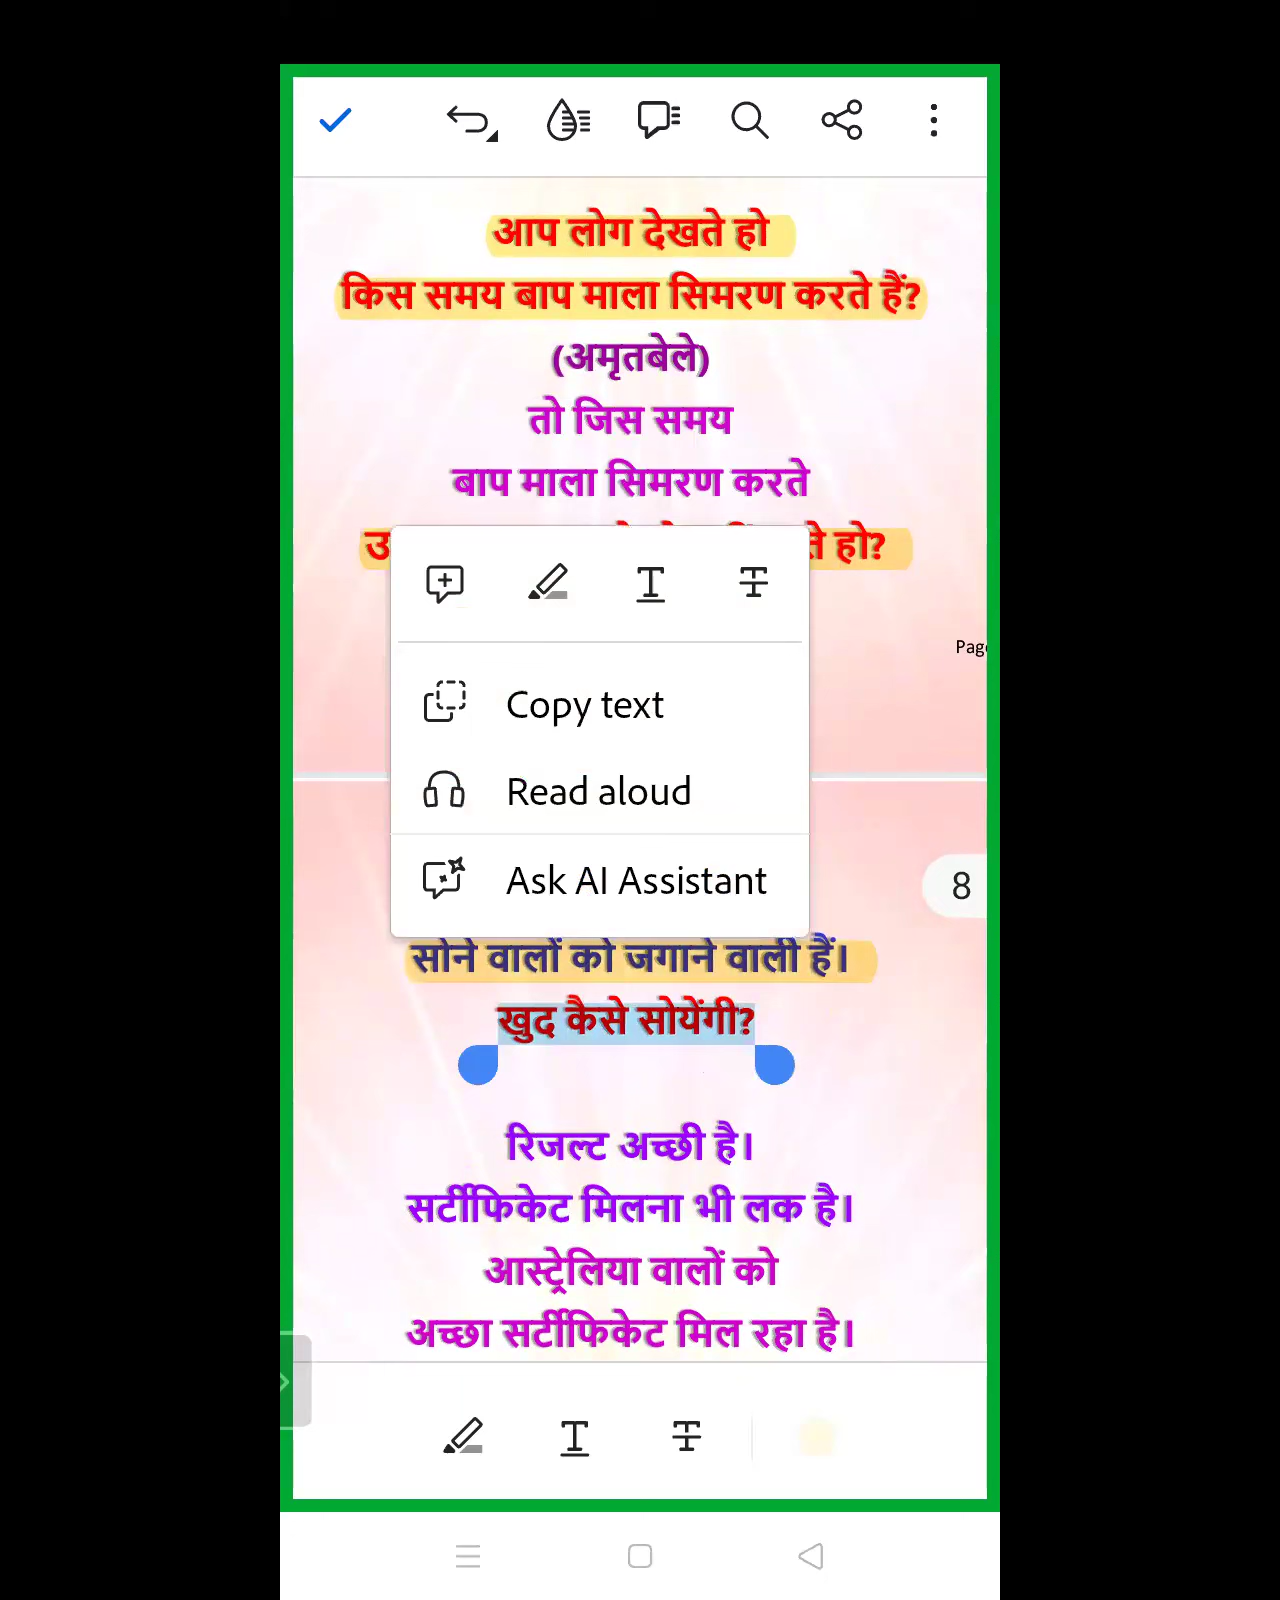 आप लोग देखते हो
किस समय बाप माला सिमरण करते हैं?
(अमृतबेले)
तो जिस समय
बाप माला सिमरण करते
हो?
Copy text
Read aloud
Ask AI Assistant
8
सोने वालों को जगाने वाली हैं।
खुद कैसे सोयेंगी?
रिजल्ट अच्छी है।
सर्टीफिकेट मिलना भी लक है।
आस्ट्रेलिया वालों को
अच्छा सर्टीफिकेट मिल रहा है।